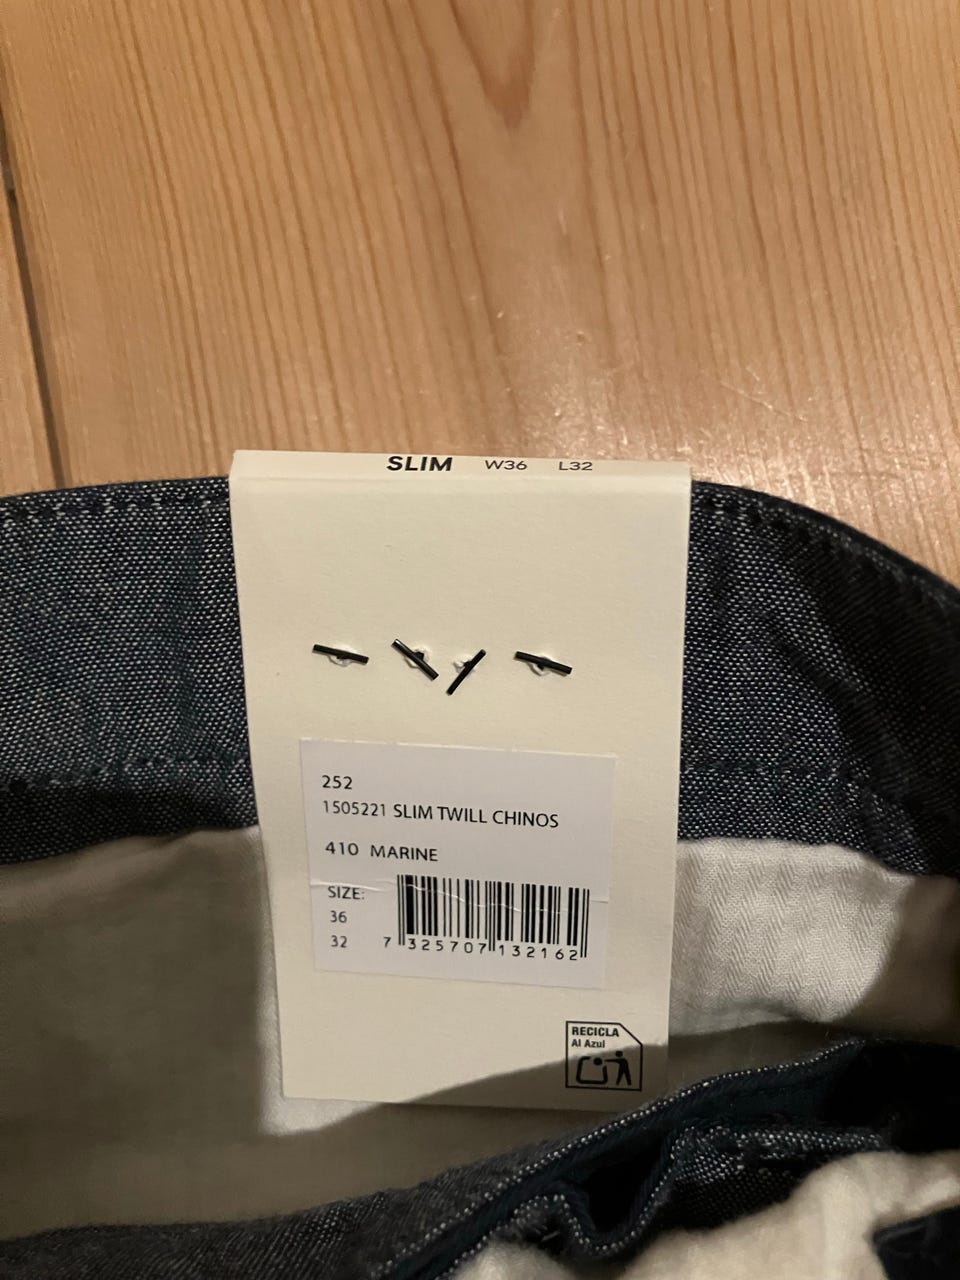 SLIM W36 L32
252
1505221 SLIM TWILL CHINOS
410 MARINE
SIZE:
36
32
7 325707 132162
RECICLA
Al Azul